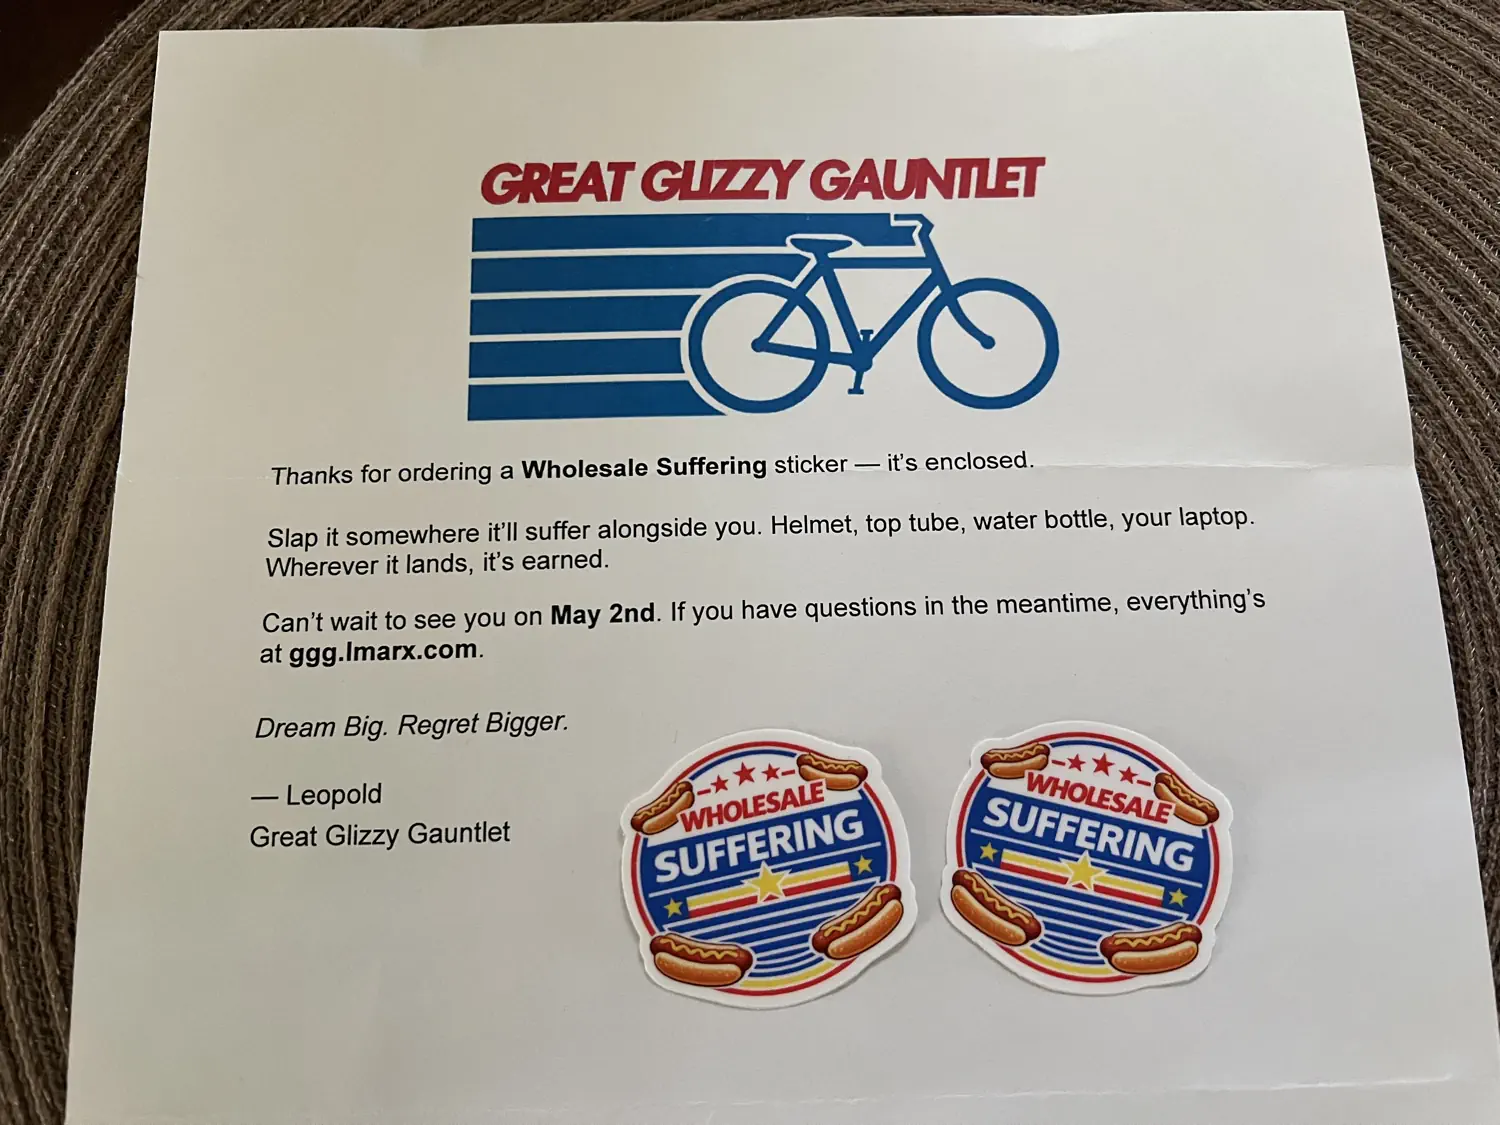 GREAT GLIZZY GAUNTLET
Thanks for ordering a Wholesale Suffering sticker — it’s enclosed.
Slap it somewhere it’ll suffer alongside you. Helmet, top tube, water bottle, your laptop.
Wherever it lands, it’s earned.
Can’t wait to see you on May 2nd. If you have questions in the meantime, everything’s
at ggg.lmarx.com.
Dream Big. Regret Bigger.
— Leopold
Great Glizzy Gauntlet
WHOLESALE
SUFFERING
WHOLESALE
SUFFERING